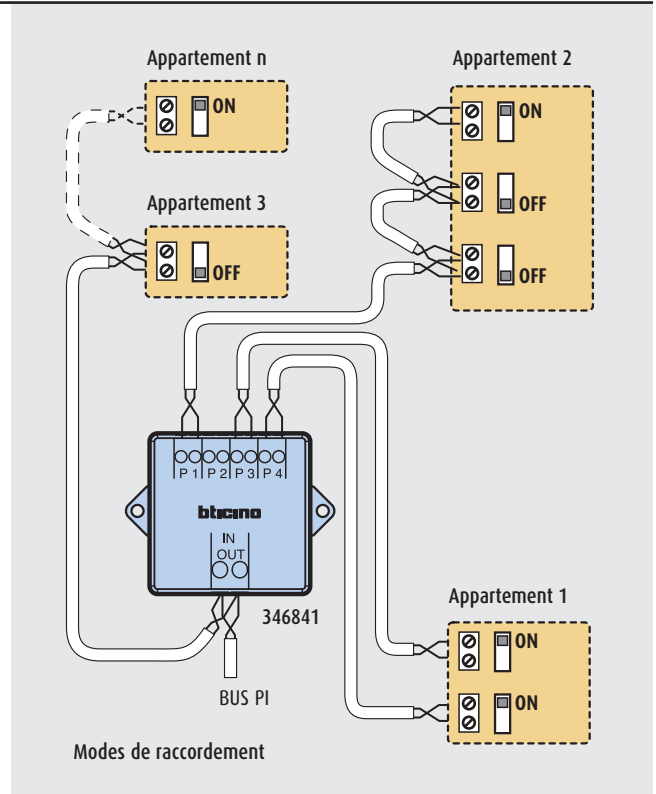 Appartement n
ON
Appartement 2
ON
OFF
OFF
Appartement 3
OFF
P 1 P 2 P 3 P 4
bticino
IN
OUT
346841
BUS PI
Appartement 1
ON
ON
Modes de raccordement